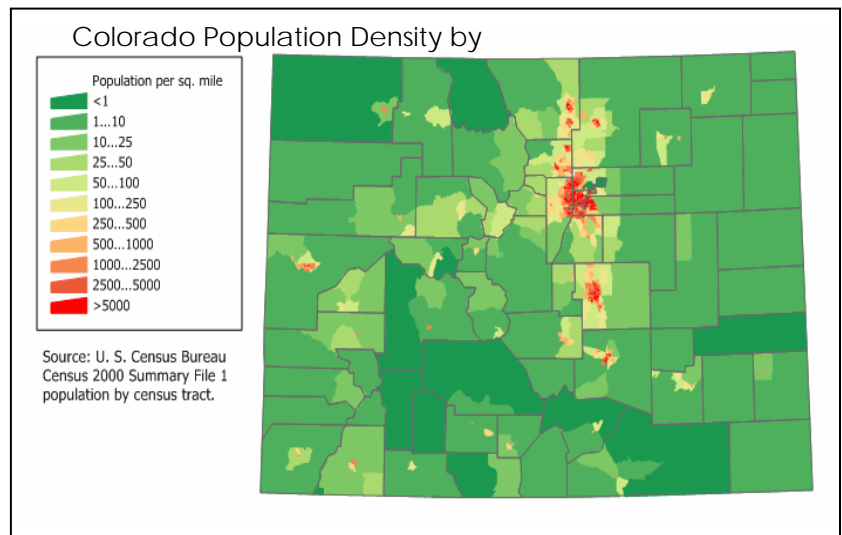 Colorado Population Density by
Population per sq. mile
<1
1...10
10...25
25...50
50...100
100...250
250...500
500...1000
1000...2500
2500...5000
>5000
Source: U. S. Census Bureau
Census 2000 Summary File 1
population by census tract.